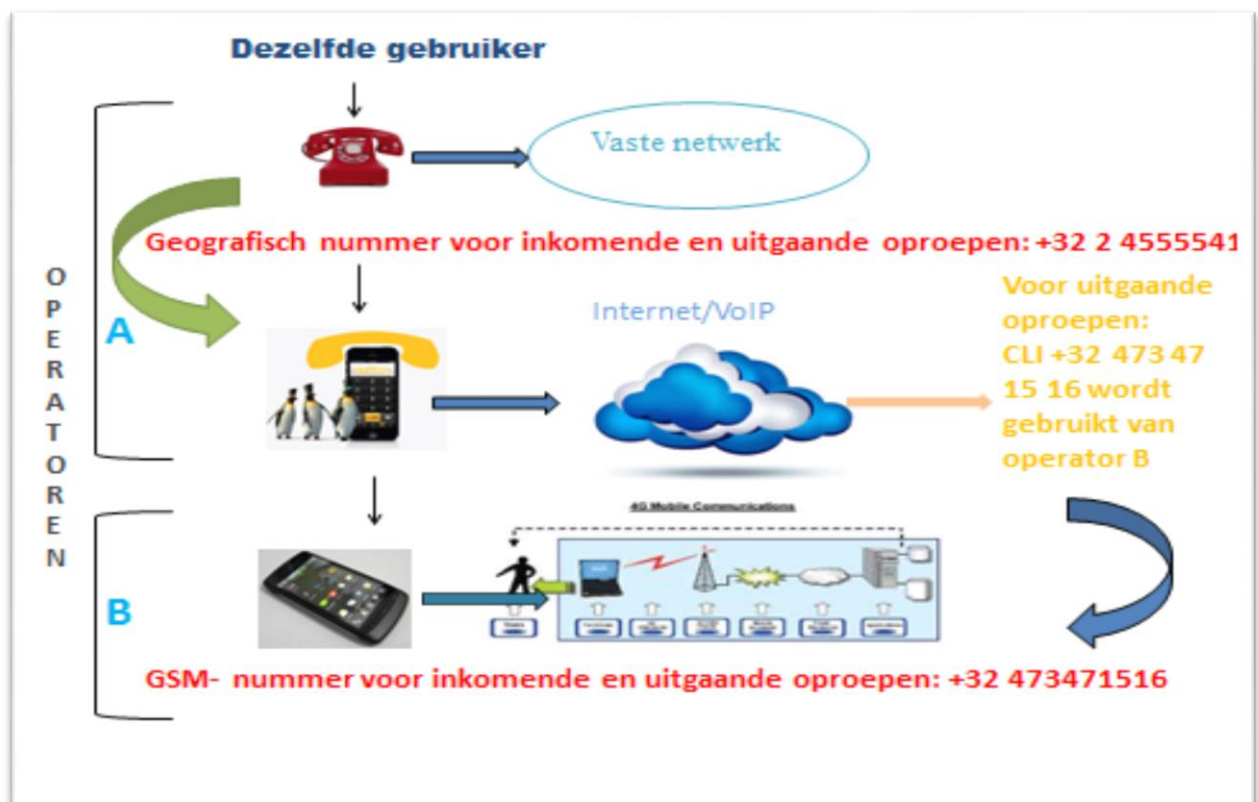 Dezelfde gebruiker
Vaste netwerk
Geografisch nummer voor inkomende en uitgaande oproepen: +32 2 4555541
OPERATOREN
A
Internet/VoIP
Voor uitgaande
oproepen:
CLI +32 473 47
15 16 wordt
gebruikt van
operator B
4G Mobile Communications
B
GSM- nummer voor inkomende en uitgaande oproepen: +32 473471516